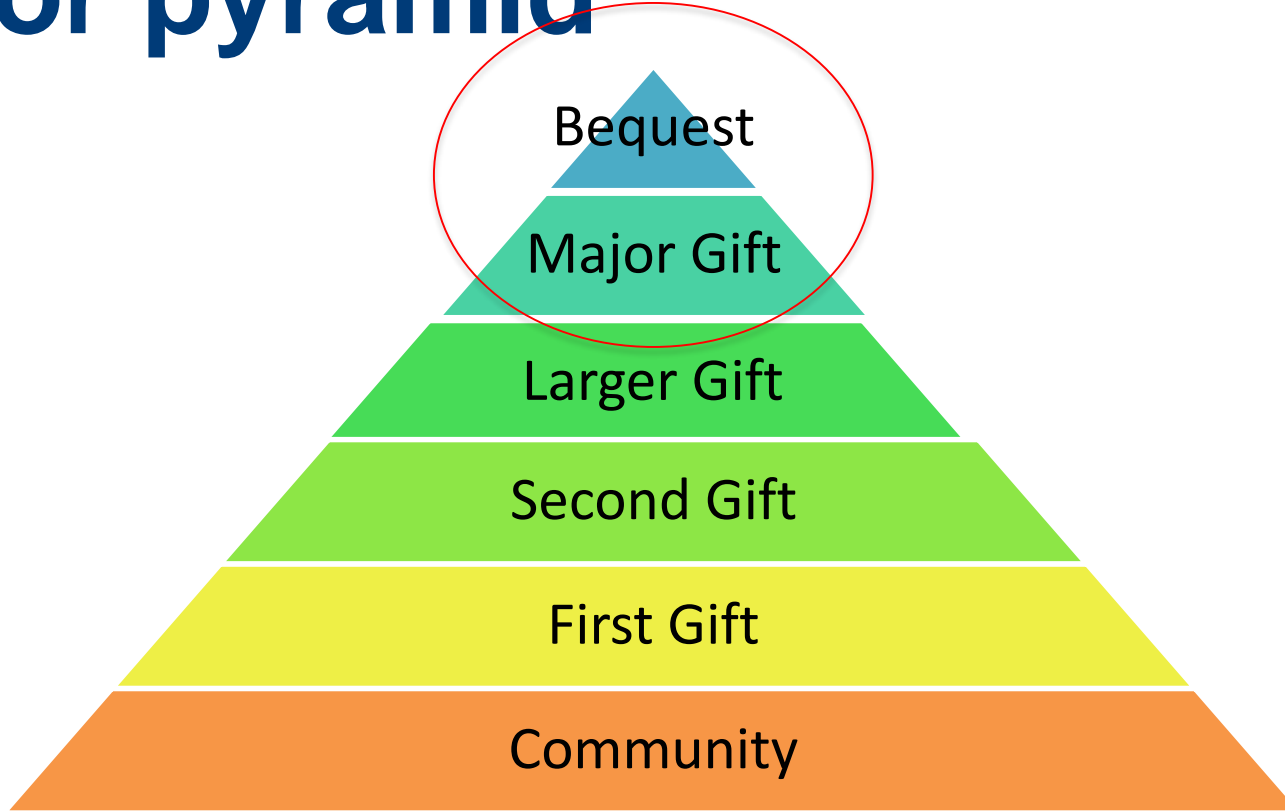 or pyramid
Bequest
Major Gift
Larger Gift
Second Gift
First Gift
Community